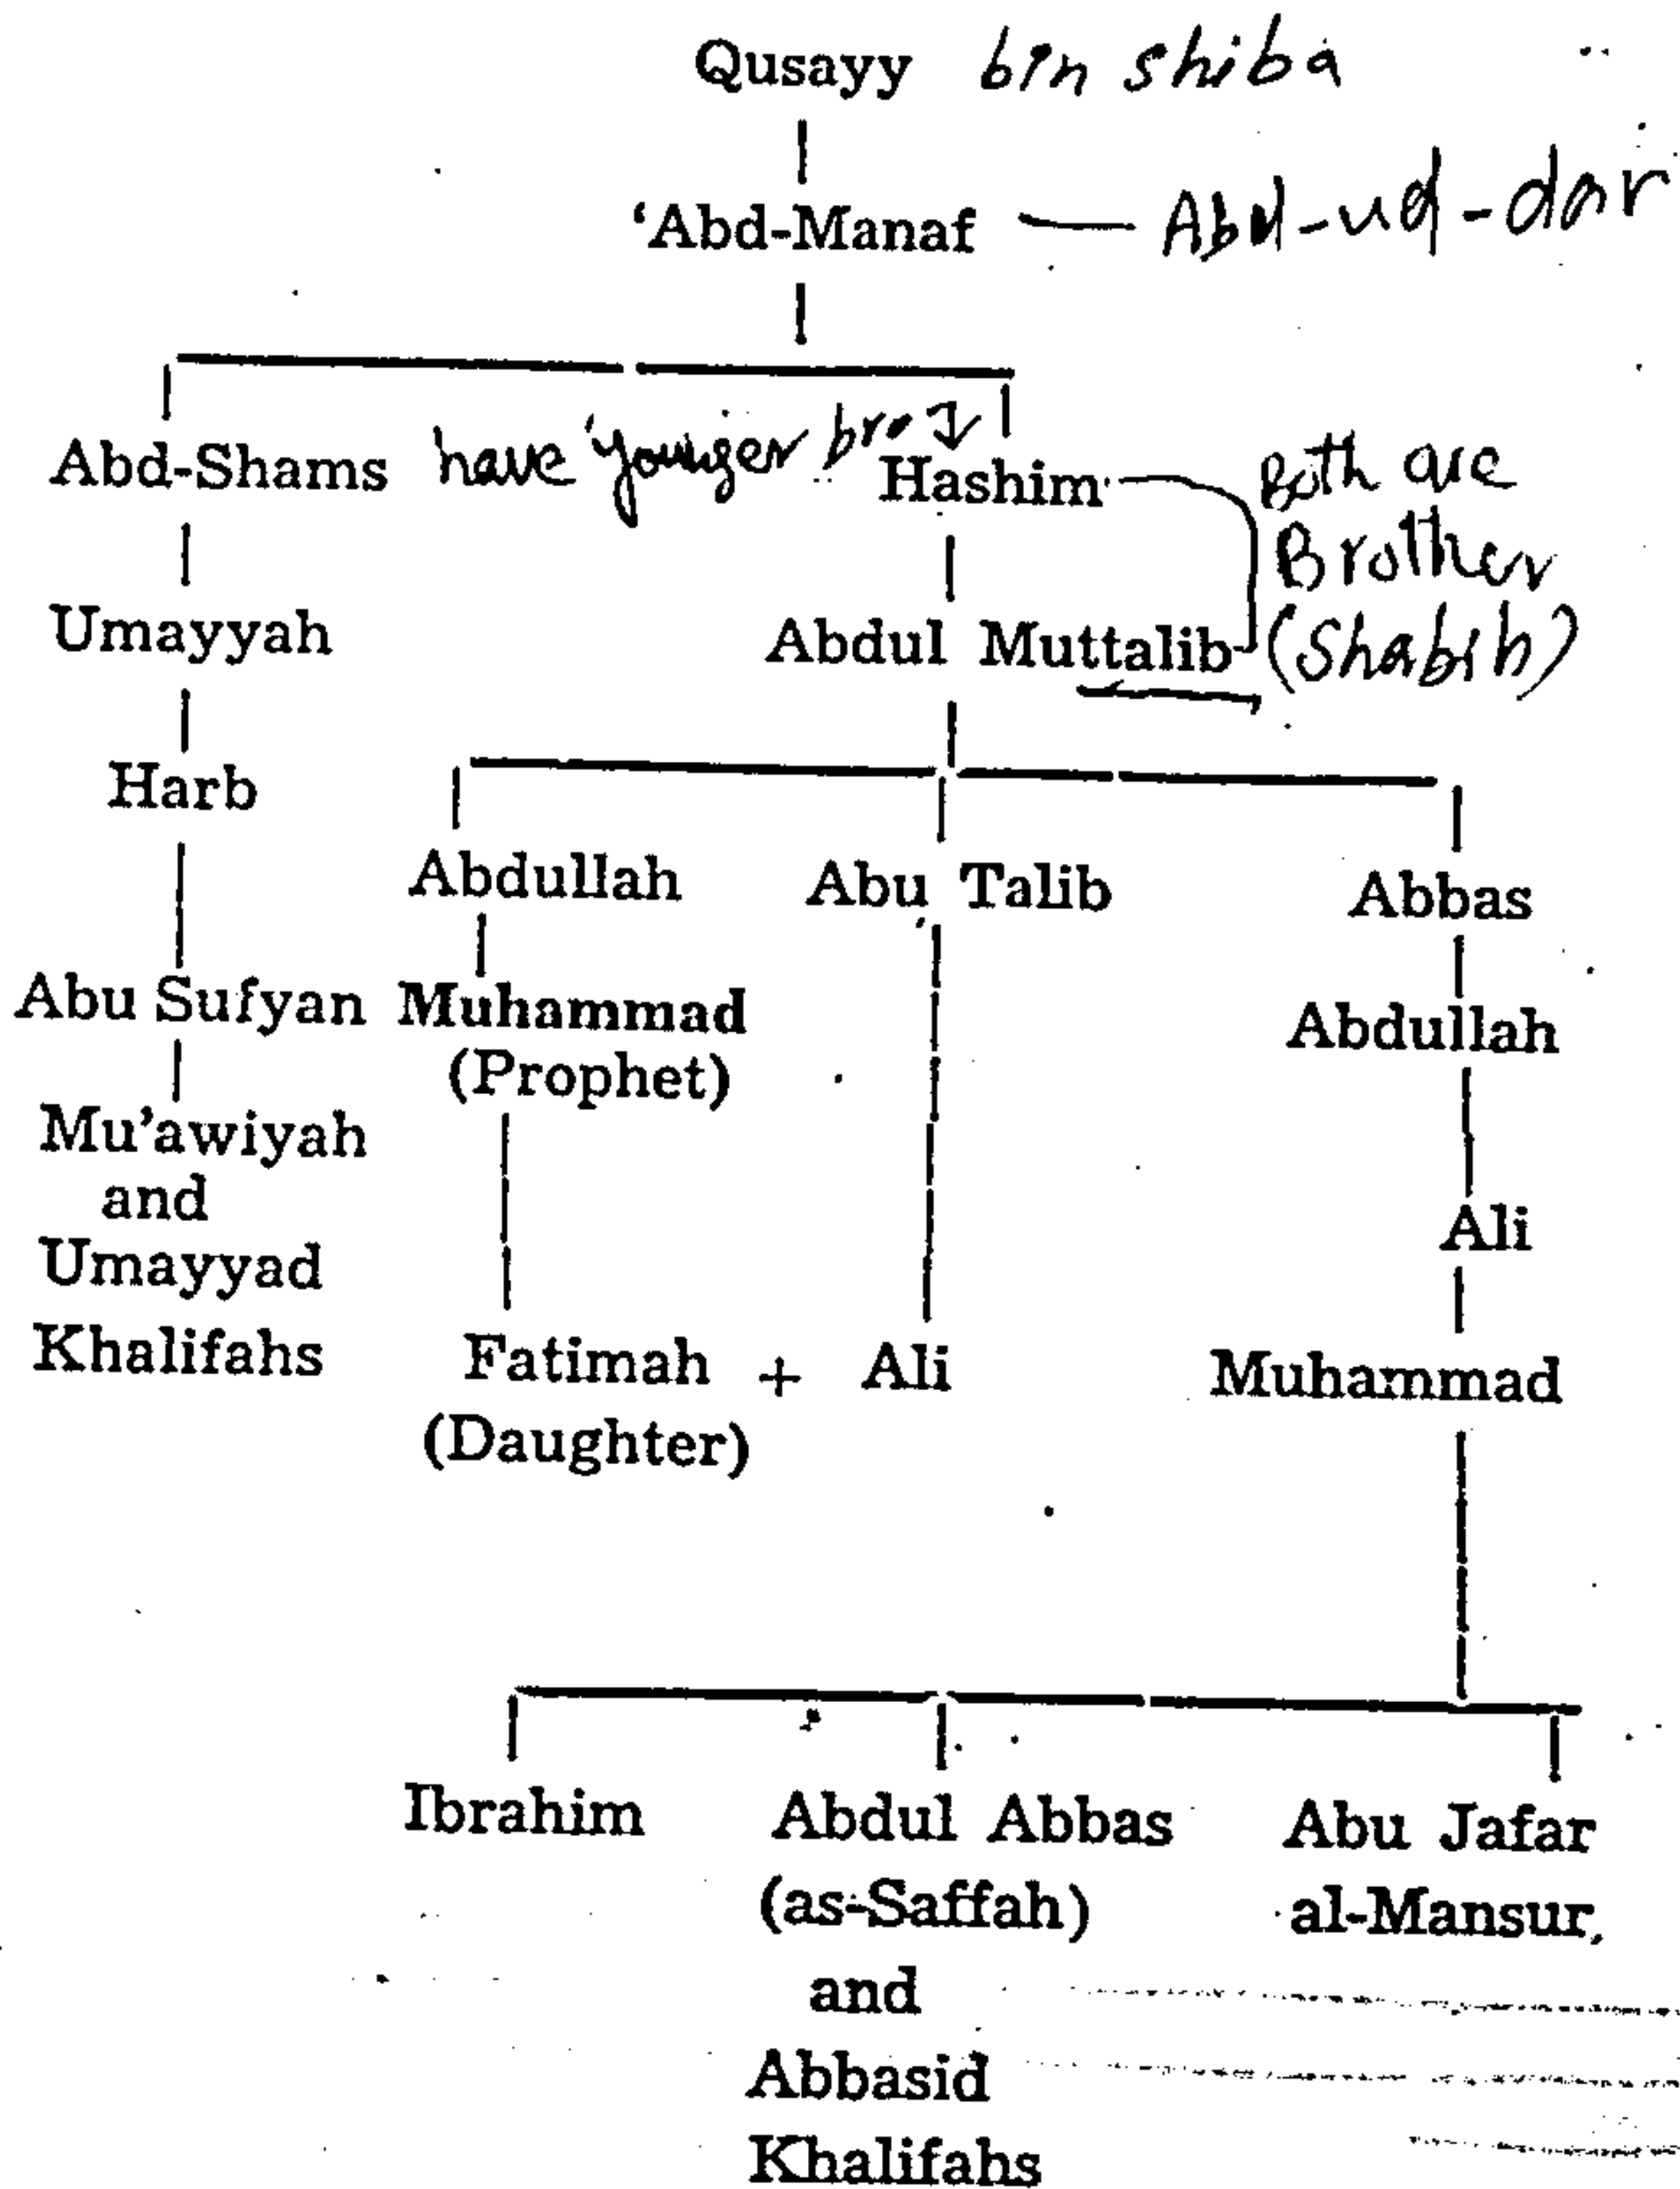 Qusayy bin shiba
‘Abd-Manaf — Abd-ud-dar
Abd-Shams have younger bro Hashim
Both are
Brother
(Shabih)
Umayyah Abdul Muttalib
Harb
Abdullah Abu Talib Abbas
Abu Sufyan Muhammad Abdullah
(Prophet)
Mu’awiyah
and
Umayyad
Khalifahs
Ali
Fatimah + Ali Muhammad
(Daughter)
Ibrahim Abdul Abbas Abu Jafar
(as-Saffah) al-Mansur
and
Abbasid
Khalifahs